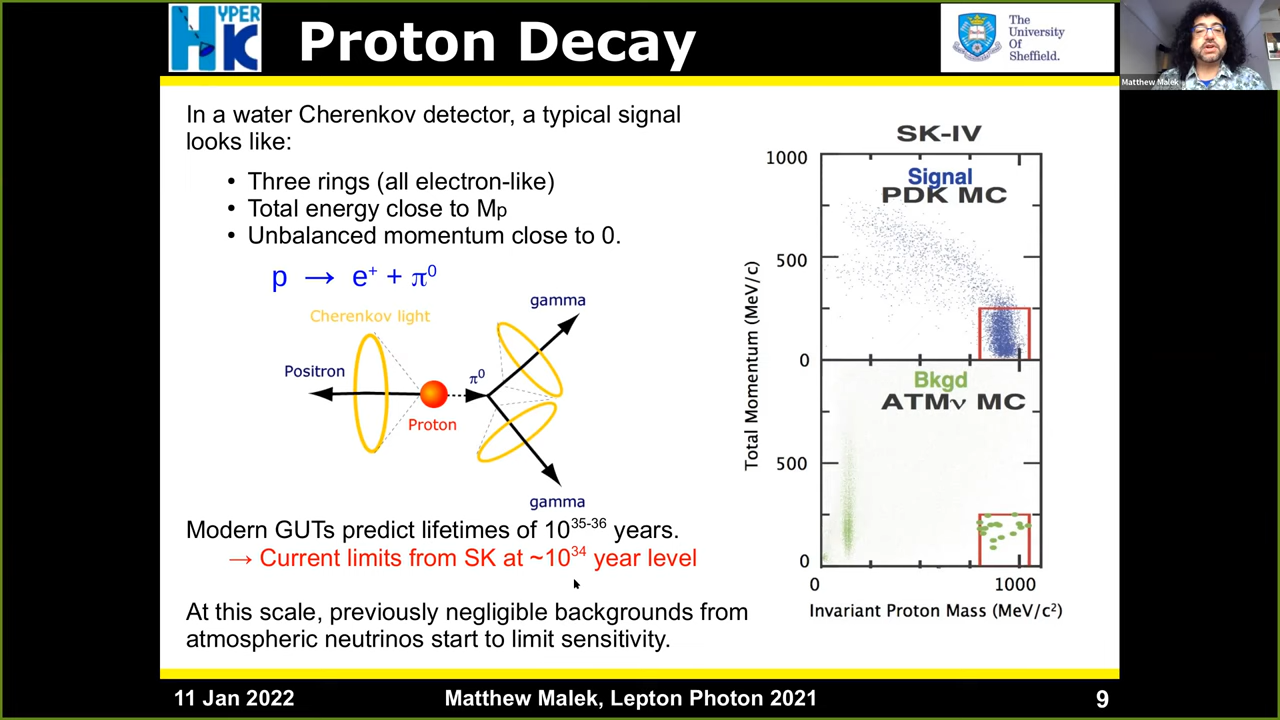 HYPER
HK
Proton Decay
The
University
Of
Sheffield.
Matthew Malek
In a water Cherenkov detector, a typical signal
looks like:
• Three rings (all electron-like)
• Total energy close to Mp
• Unbalanced momentum close to 0.
p → e⁺ + π⁰
gamma
Cherenkov light
Positron
π⁰
Proton
gamma
Modern GUTs predict lifetimes of 10³⁵⁻³⁶ years.
→ Current limits from SK at ~10³⁴ year level
At this scale, previously negligible backgrounds from
atmospheric neutrinos start to limit sensitivity.
SK-IV
1000
Signal
PDK MC
500
0
Bkgd
ATMν MC
500
0
Total Momentum (MeV/c)
0 1000
Invariant Proton Mass (MeV/c²)
11 Jan 2022 Matthew Malek, Lepton Photon 2021 9